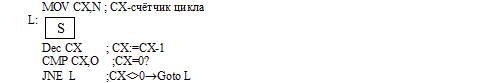 MOV CX,N ; CX-счётчик цикла
L:
S
Dec CX ; CX:=CX-1
CMP CX,O ;CX=0?
JNE L ;CX<>0→Goto L